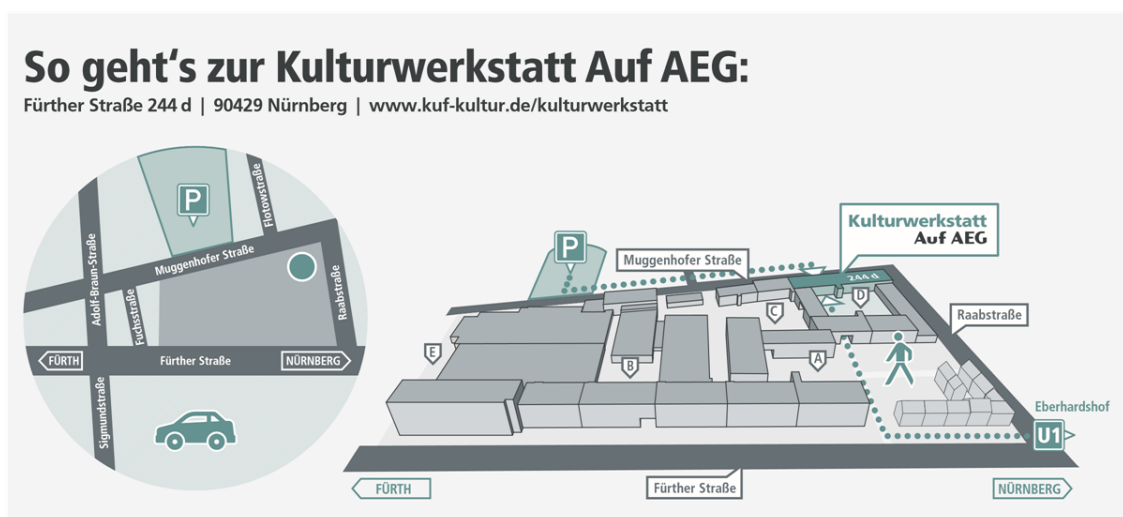 So geht‘s zur Kulturwerkstatt Auf AEG:
Fürther Straße 244 d | 90429 Nürnberg | www.kuf-kultur.de/kulturwerkstatt
P
Flotowstraße
Muggenhofer Straße
Adolf-Braun-Straße
Fuchsstraße
Raabstraße
FÜRTH
Fürther Straße
NÜRNBERG
Sigmundstraße
Kulturwerkstatt
Auf AEG
P
Muggenhofer Straße
244 d
D
C
Raabstraße
E
B
A
Eberhardshof
U1
FÜRTH
Fürther Straße
NÜRNBERG